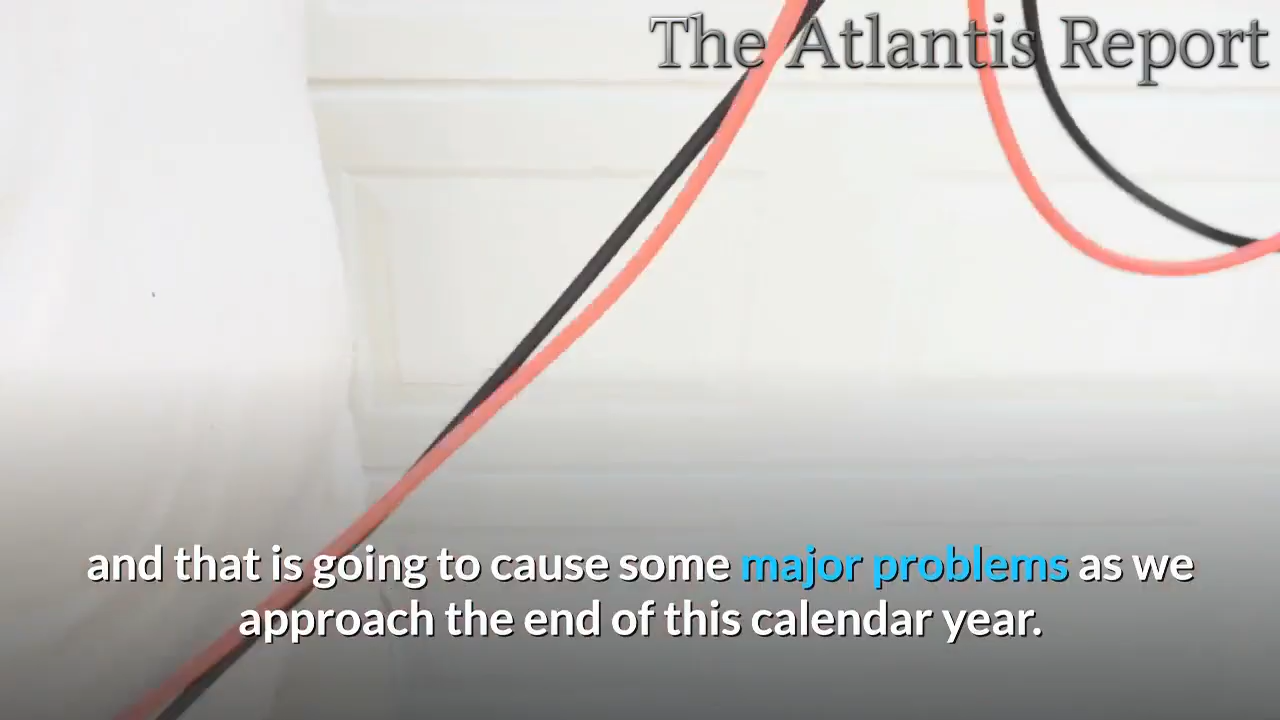 The Atlantis Report
and that is going to cause some major problems as we
approach the end of this calendar year.